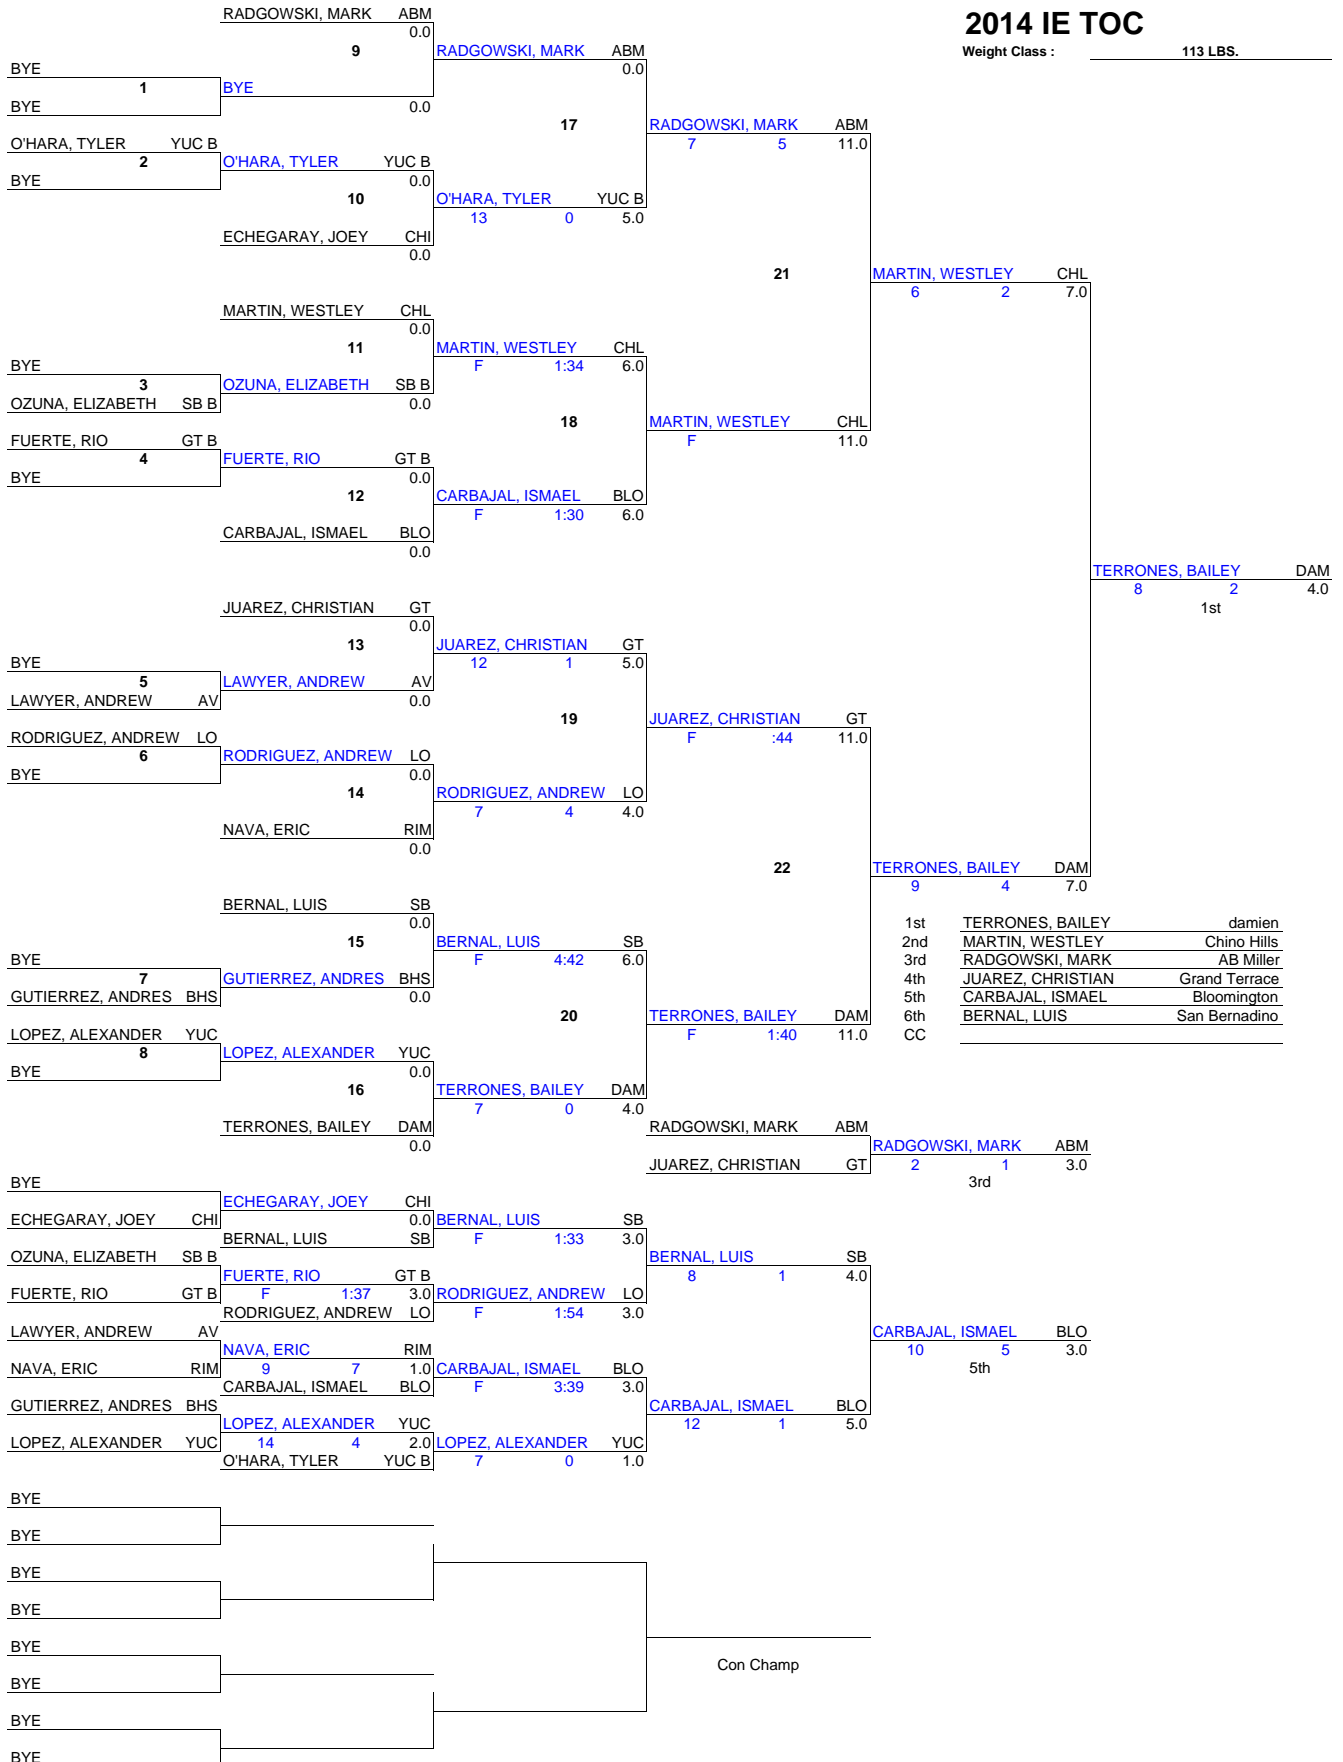 RADGOWSKI, MARK ABM
2014 IE TOC
0.0
9 RADGOWSKI, MARK ABM
Weight Class : 113 LBS.
BYE 0.0
1 BYE
BYE 0.0
17 RADGOWSKI, MARK ABM
O'HARA, TYLER YUC B 7 5 11.0
2 O'HARA, TYLER YUC B
BYE 0.0
10 O'HARA, TYLER YUC B
13 0 5.0
ECHEGARAY, JOEY CHI
0.0
21 MARTIN, WESTLEY CHL
6 2 7.0
MARTIN, WESTLEY CHL
0.0
11 MARTIN, WESTLEY CHL
BYE F 1:34 6.0
3 OZUNA, ELIZABETH SB B
OZUNA, ELIZABETH SB B 0.0
18 MARTIN, WESTLEY CHL
FUERTE, RIO GT B F 11.0
4 FUERTE, RIO GT B
BYE 0.0
12 CARBAJAL, ISMAEL BLO
F 1:30 6.0
CARBAJAL, ISMAEL BLO
0.0
TERRONES, BAILEY DAM
8 2 4.0
JUAREZ, CHRISTIAN GT 1st
0.0
13 JUAREZ, CHRISTIAN GT
BYE 12 1 5.0
5 LAWYER, ANDREW AV
LAWYER, ANDREW AV 0.0
19 JUAREZ, CHRISTIAN GT
RODRIGUEZ, ANDREW LO F :44 11.0
6 RODRIGUEZ, ANDREW LO
BYE 0.0
14 RODRIGUEZ, ANDREW LO
7 4 4.0
NAVA, ERIC RIM
0.0
22 TERRONES, BAILEY DAM
9 4 7.0
BERNAL, LUIS SB
0.0 1st TERRONES, BAILEY damien
15 BERNAL, LUIS SB 2nd MARTIN, WESTLEY Chino Hills
BYE F 4:42 6.0 3rd RADGOWSKI, MARK AB Miller
7 GUTIERREZ, ANDRES BHS 4th JUAREZ, CHRISTIAN Grand Terrace
GUTIERREZ, ANDRES BHS 0.0 5th CARBAJAL, ISMAEL Bloomington
20 TERRONES, BAILEY DAM 6th BERNAL, LUIS San Bernadino
LOPEZ, ALEXANDER YUC F 1:40 11.0 CC
8 LOPEZ, ALEXANDER YUC
BYE 0.0
16 TERRONES, BAILEY DAM
7 0 4.0
TERRONES, BAILEY DAM RADGOWSKI, MARK ABM
0.0 RADGOWSKI, MARK ABM
JUAREZ, CHRISTIAN GT 2 1 3.0
BYE 3rd
ECHEGARAY, JOEY CHI
ECHEGARAY, JOEY CHI 0.0 BERNAL, LUIS SB
BERNAL, LUIS SB F 1:33 3.0
OZUNA, ELIZABETH SB B BERNAL, LUIS SB
FUERTE, RIO GT B 8 1 4.0
FUERTE, RIO GT B F 1:37 3.0 RODRIGUEZ, ANDREW LO
RODRIGUEZ, ANDREW LO F 1:54 3.0
LAWYER, ANDREW AV CARBAJAL, ISMAEL BLO
NAVA, ERIC RIM 10 5 3.0
NAVA, ERIC RIM 9 7 1.0 CARBAJAL, ISMAEL BLO 5th
CARBAJAL, ISMAEL BLO F 3:39 3.0
GUTIERREZ, ANDRES BHS CARBAJAL, ISMAEL BLO
LOPEZ, ALEXANDER YUC 12 1 5.0
LOPEZ, ALEXANDER YUC 14 4 2.0 LOPEZ, ALEXANDER YUC
O'HARA, TYLER YUC B 7 0 1.0
BYE
BYE
BYE
BYE
BYE
Con Champ
BYE
BYE
BYE